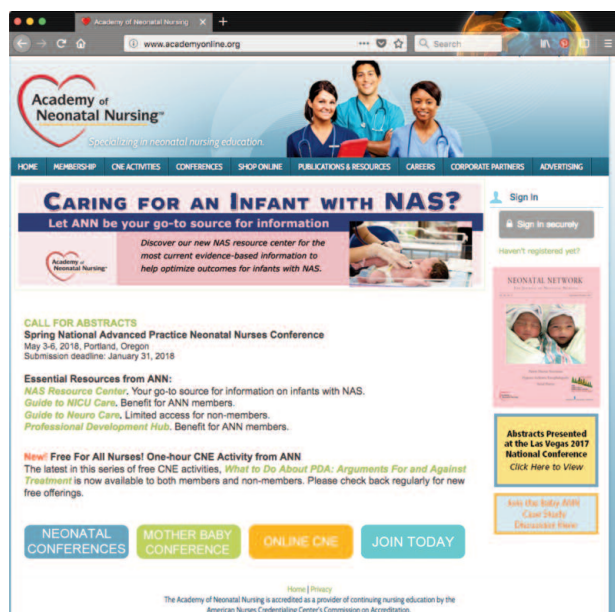 Academy of Neonatal Nursing
www.academyonline.org
Search
Academy of
Neonatal Nursing
Specializing in neonatal nursing education.
HOME MEMBERSHIP CNE ACTIVITIES CONFERENCES SHOP ONLINE PUBLICATIONS & RESOURCES CAREERS CORPORATE PARTNERS ADVERTISING
CARING FOR AN INFANT WITH NAS?
Let ANN be your go-to source for information
Academy of
Neonatal Nursing
Discover our new NAS resource center for the
most current evidence-based information to
help optimize outcomes for infants with NAS.
Sign In
Sign in securely
Haven't registered yet?
NEONATAL NETWORK
CALL FOR ABSTRACTS
Spring National Advanced Practice Neonatal Nurses Conference
May 3-6, 2018, Portland, Oregon
Submission deadline: January 31, 2018
Essential Resources from ANN:
NAS Resource Center. Your go-to source for information on infants with NAS.
Guide to NICU Care. Benefit for ANN members.
Guide to Neuro Care. Limited access for non-members.
Professional Development Hub. Benefit for ANN members.
New! Free For All Nurses! One-hour CNE Activity from ANN
The latest in this series of free CNE activities, What to Do About PDA: Arguments For and Against
Treatment is now available to both members and non-members. Please check back regularly for new
free offerings.
Abstracts Presented
at the Las Vegas 2017
National Conference
Click Here to View
Join the Baby ANN
Case Study
Discussion Here
NEONATAL
CONFERENCES
MOTHER BABY
CONFERENCE
ONLINE CNE
JOIN TODAY
Home | Privacy
The Academy of Neonatal Nursing is accredited as a provider of continuing nursing education by the
American Nurses Credentialing Center's Commission on Accreditation.